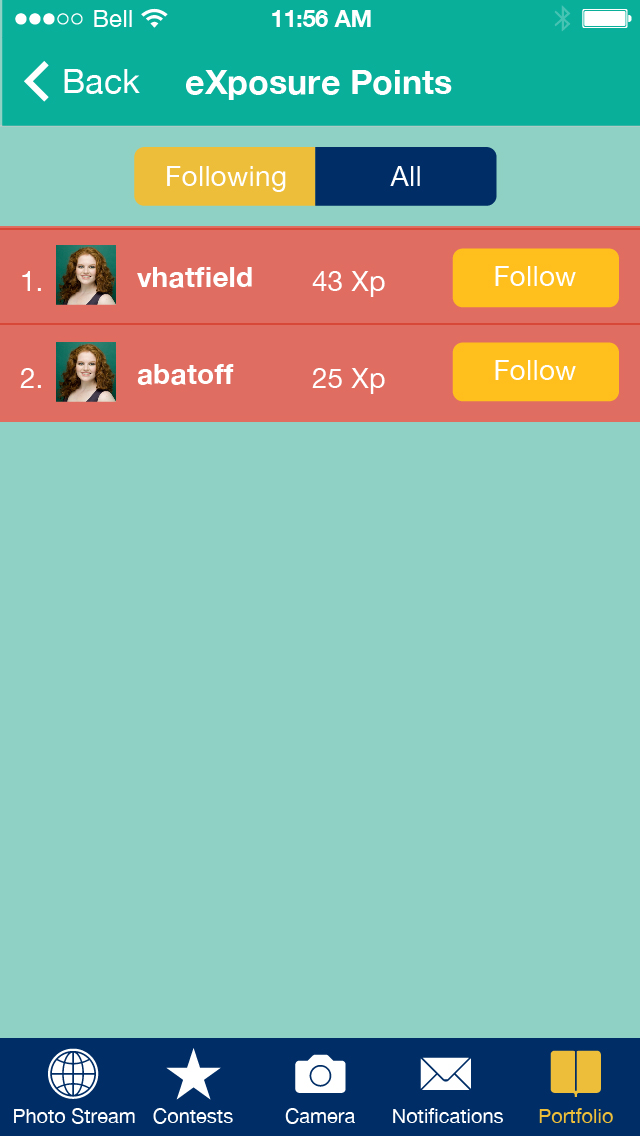 Bell 11:56 AM
Back eXposure Points
Following All
1. vhatfield 43 Xp Follow
2. abatoff 25 Xp Follow
Photo Stream Contests Camera Notifications Portfolio